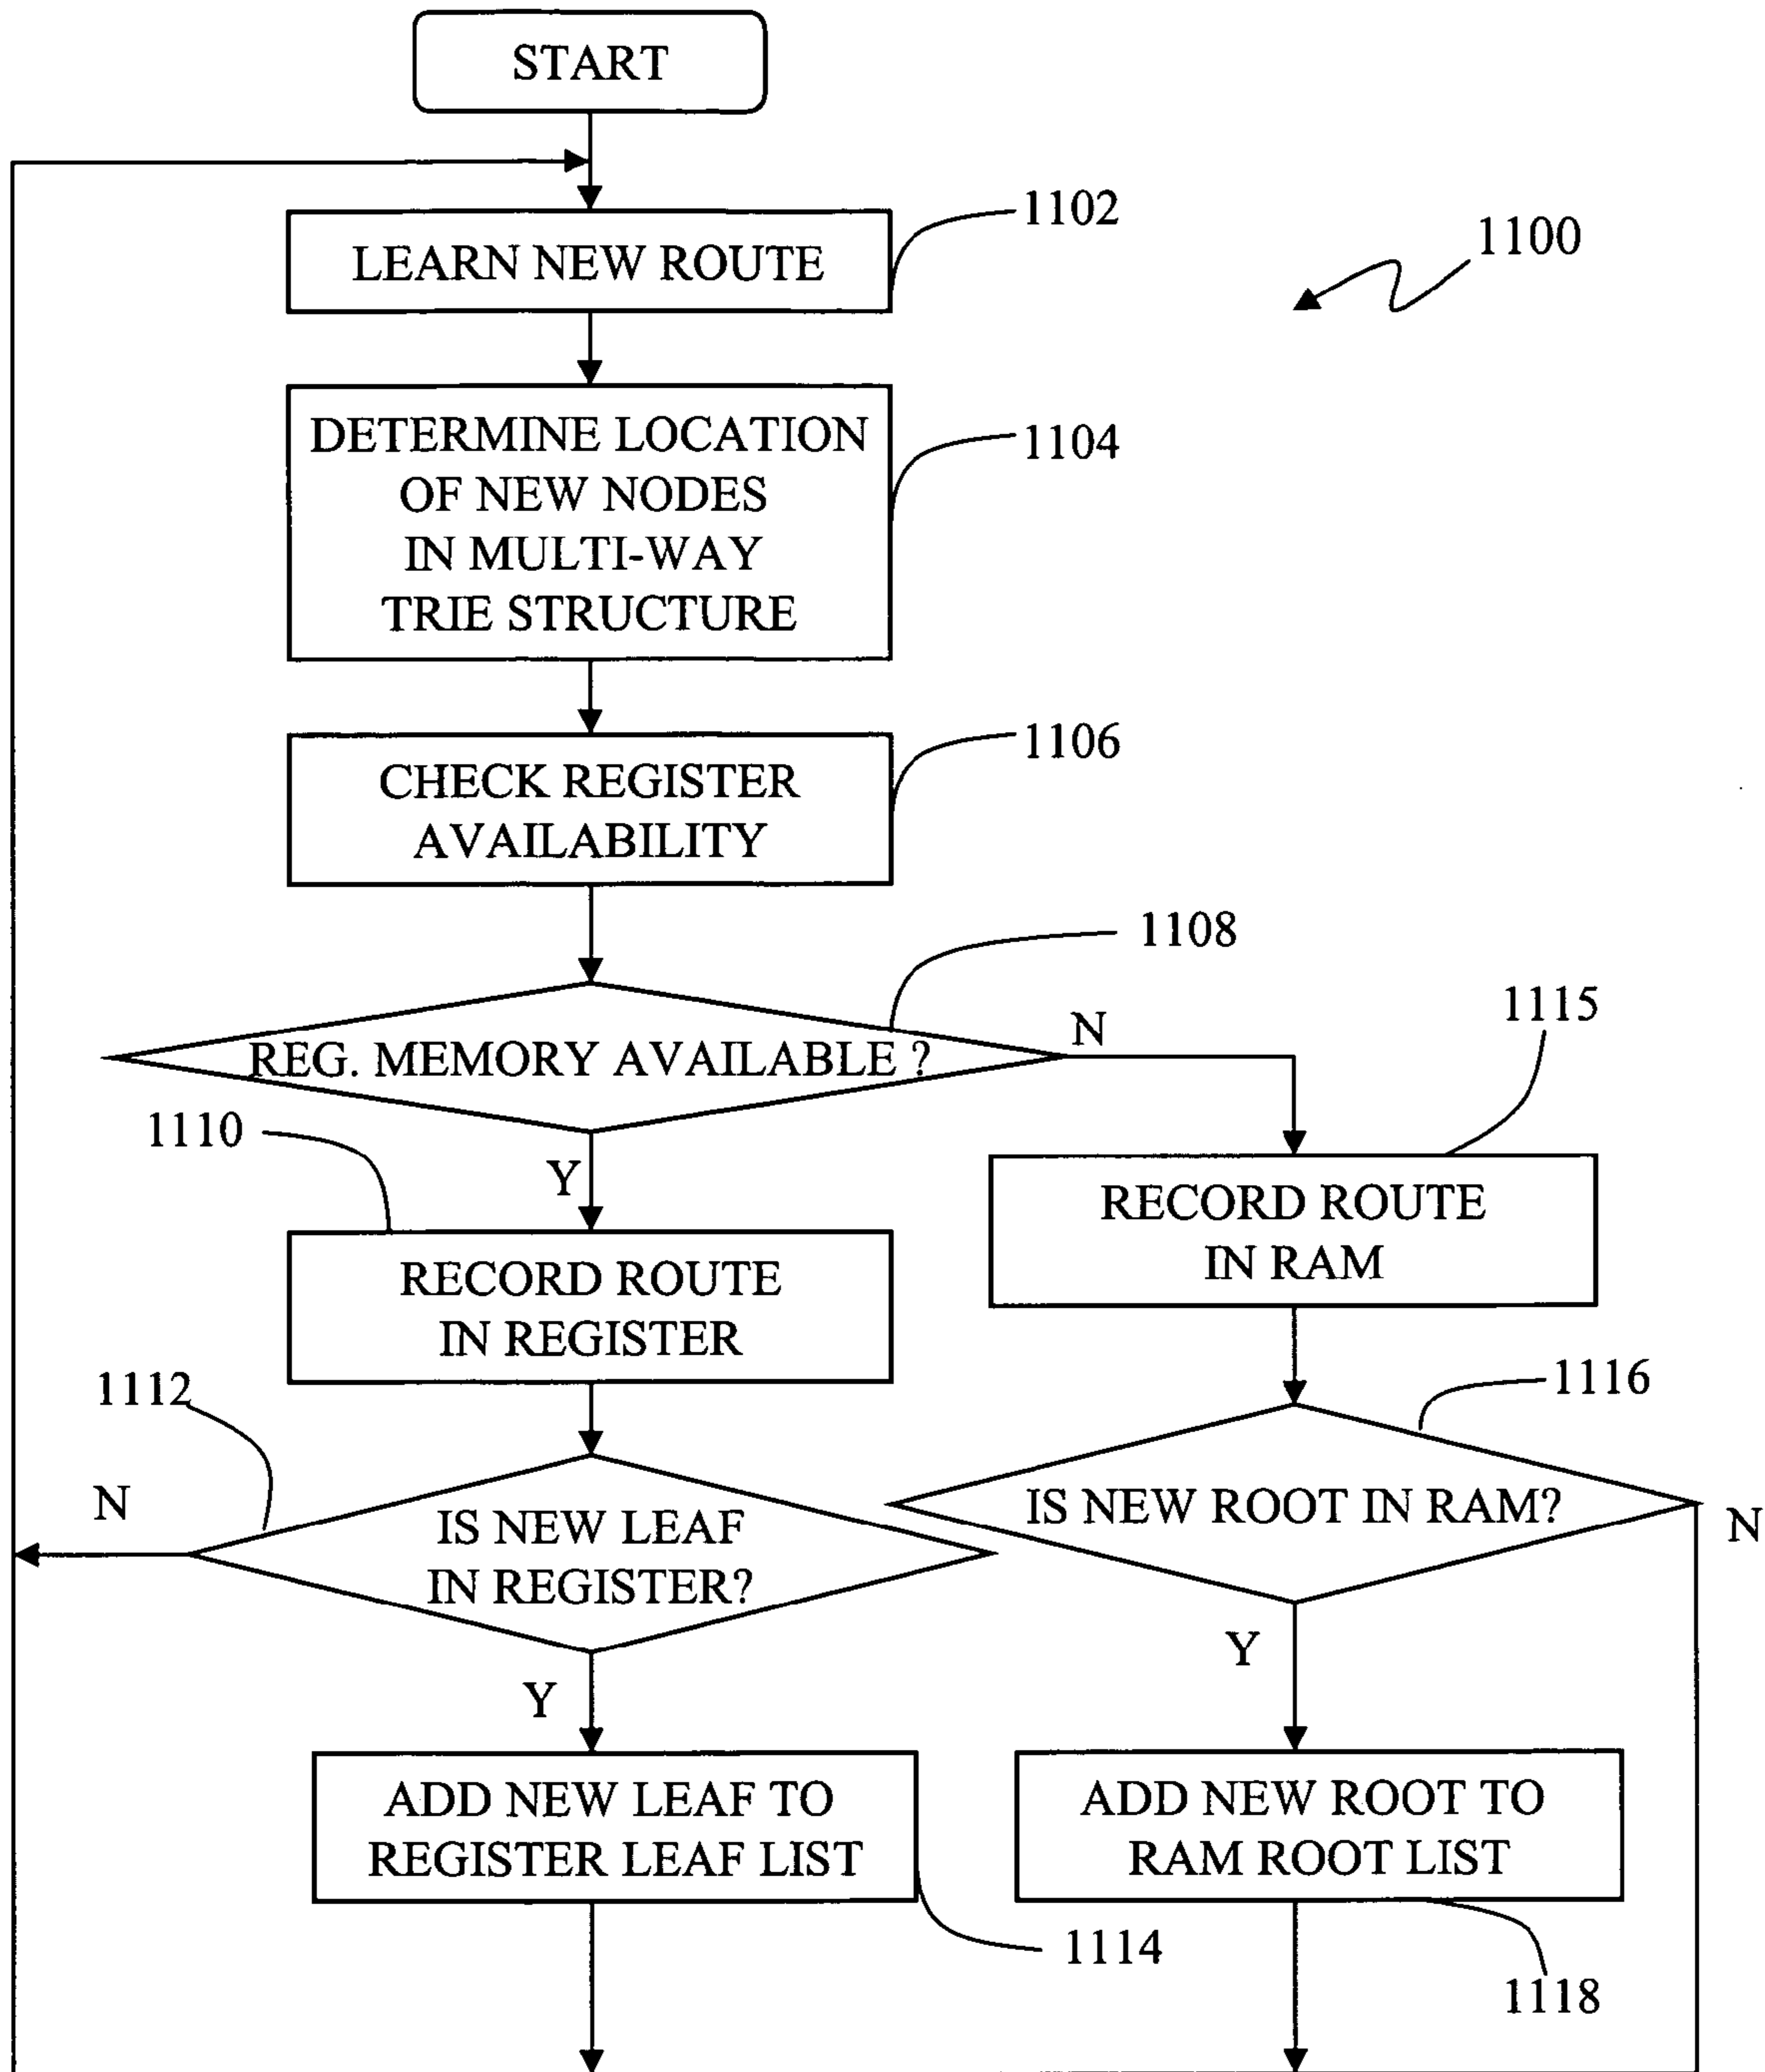 START
LEARN NEW ROUTE
1102
1100
DETERMINE LOCATION
OF NEW NODES
IN MULTI-WAY
TRIE STRUCTURE
1104
CHECK REGISTER
AVAILABILITY
1106
1108
REG. MEMORY AVAILABLE ?
N
1115
1110
Y
RECORD ROUTE
IN REGISTER
RECORD ROUTE
IN RAM
1112
1116
N
IS NEW LEAF
IN REGISTER?
IS NEW ROOT IN RAM?
N
Y
Y
ADD NEW LEAF TO
REGISTER LEAF LIST
ADD NEW ROOT TO
RAM ROOT LIST
1114
1118